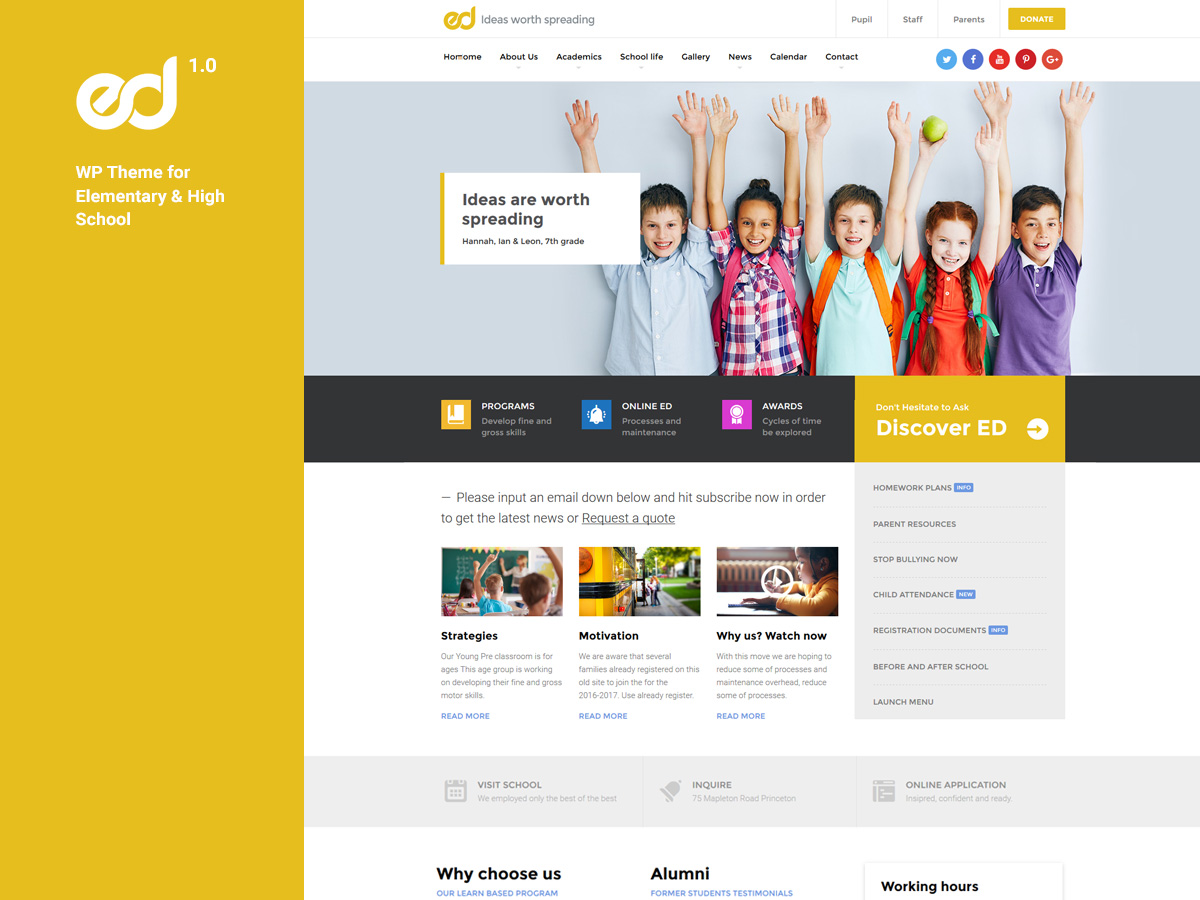 ed 1.0
WP Theme for
Elementary & High
School
ed Ideas worth spreading
Pupil
Staff
Parents
DONATE
Homme
About Us
Academics
School life
Gallery
News
Calendar
Contact
Ideas are worth
spreading
Hannah, Ian & Leon, 7th grade
PROGRAMS
Develop fine and
gross skills
ONLINE ED
Processes and
maintenance
AWARDS
Cycles of time
be explored
Don't Hesitate to Ask
Discover ED
— Please input an email down below and hit subscribe now in order
to get the latest news or Request a quote
Strategies
Our Young Pre classroom is for
ages This age group is working
on developing their fine and gross
motor skills.
READ MORE
Motivation
We are aware that several
families already registered on this
old site to join the for the
2016-2017. Use already register.
READ MORE
Why us? Watch now
With this move we are hoping to
reduce some of processes and
maintenance overhead, reduce
some of processes.
READ MORE
HOMEWORK PLANS INFO
PARENT RESOURCES
STOP BULLYING NOW
CHILD ATTENDANCE NEW
REGISTRATION DOCUMENTS INFO
BEFORE AND AFTER SCHOOL
LAUNCH MENU
VISIT SCHOOL
We employed only the best of the best
INQUIRE
75 Mapleton Road Princeton
ONLINE APPLICATION
Insipred, confident and ready.
Why choose us
OUR LEARN BASED PROGRAM
Alumni
FORMER STUDENTS TESTIMONIALS
Working hours